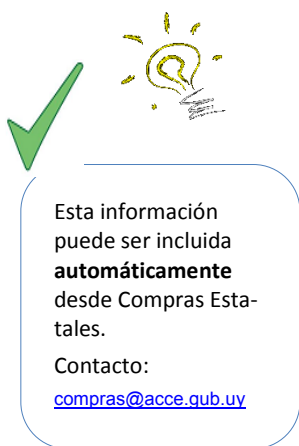 Esta información
puede ser incluida
automáticamente
desde Compras Esta-
tales.
Contacto:
compras@acce.gub.uy